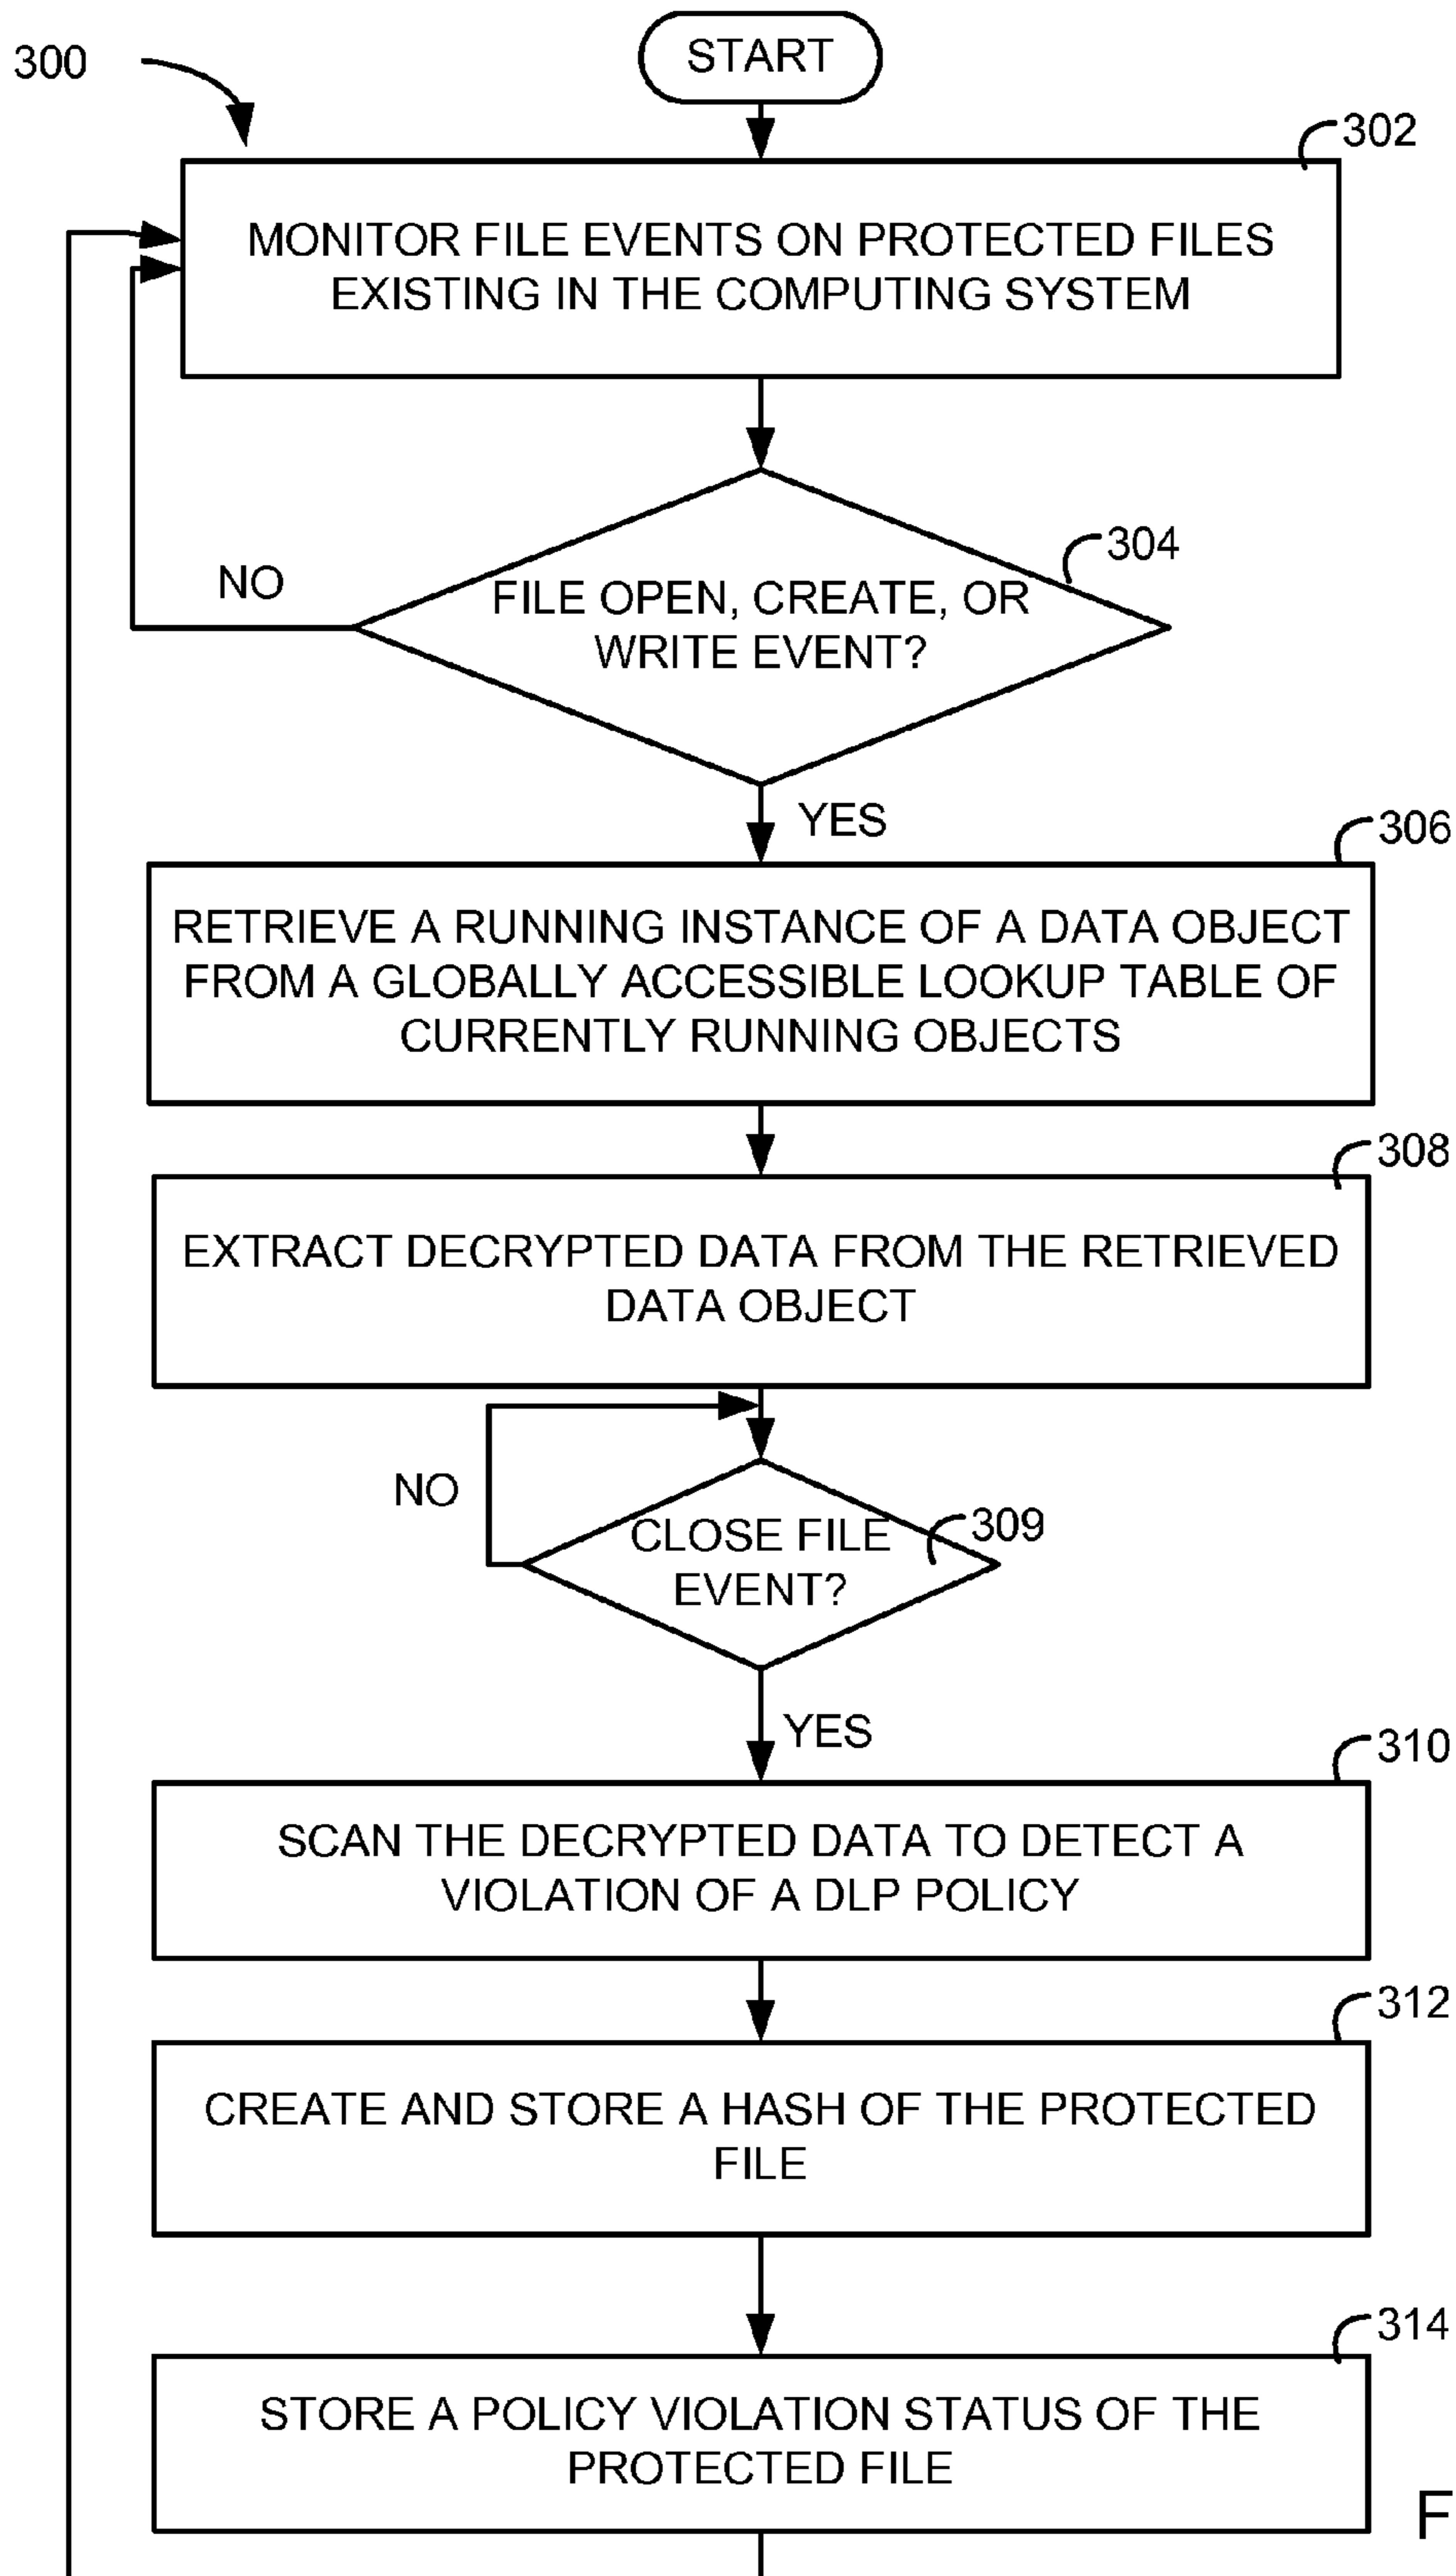 300
START
302
MONITOR FILE EVENTS ON PROTECTED FILES
EXISTING IN THE COMPUTING SYSTEM
304
NO
FILE OPEN, CREATE, OR
WRITE EVENT?
YES
306
RETRIEVE A RUNNING INSTANCE OF A DATA OBJECT
FROM A GLOBALLY ACCESSIBLE LOOKUP TABLE OF
CURRENTLY RUNNING OBJECTS
308
EXTRACT DECRYPTED DATA FROM THE RETRIEVED
DATA OBJECT
NO
309
CLOSE FILE
EVENT?
YES
310
SCAN THE DECRYPTED DATA TO DETECT A
VIOLATION OF A DLP POLICY
312
CREATE AND STORE A HASH OF THE PROTECTED
FILE
314
STORE A POLICY VIOLATION STATUS OF THE
PROTECTED FILE
F